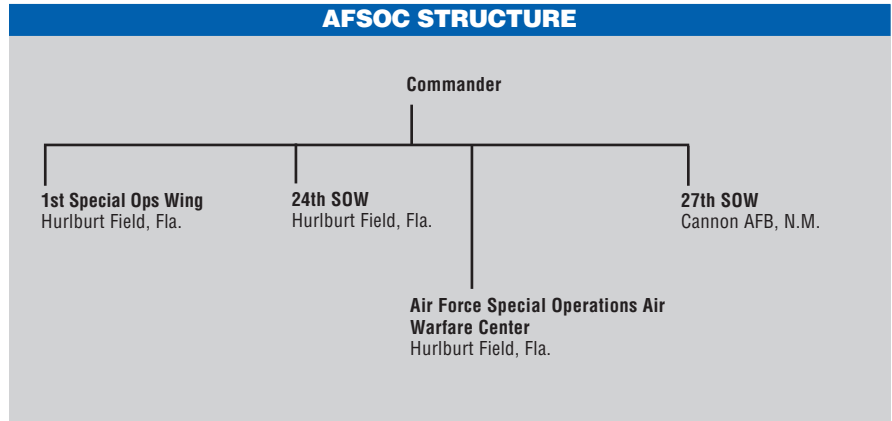 AFSOC STRUCTURE
Commander
1st Special Ops Wing
Hurlburt Field, Fla.
24th SOW
Hurlburt Field, Fla.
27th SOW
Cannon AFB, N.M.
Air Force Special Operations Air
Warfare Center
Hurlburt Field, Fla.